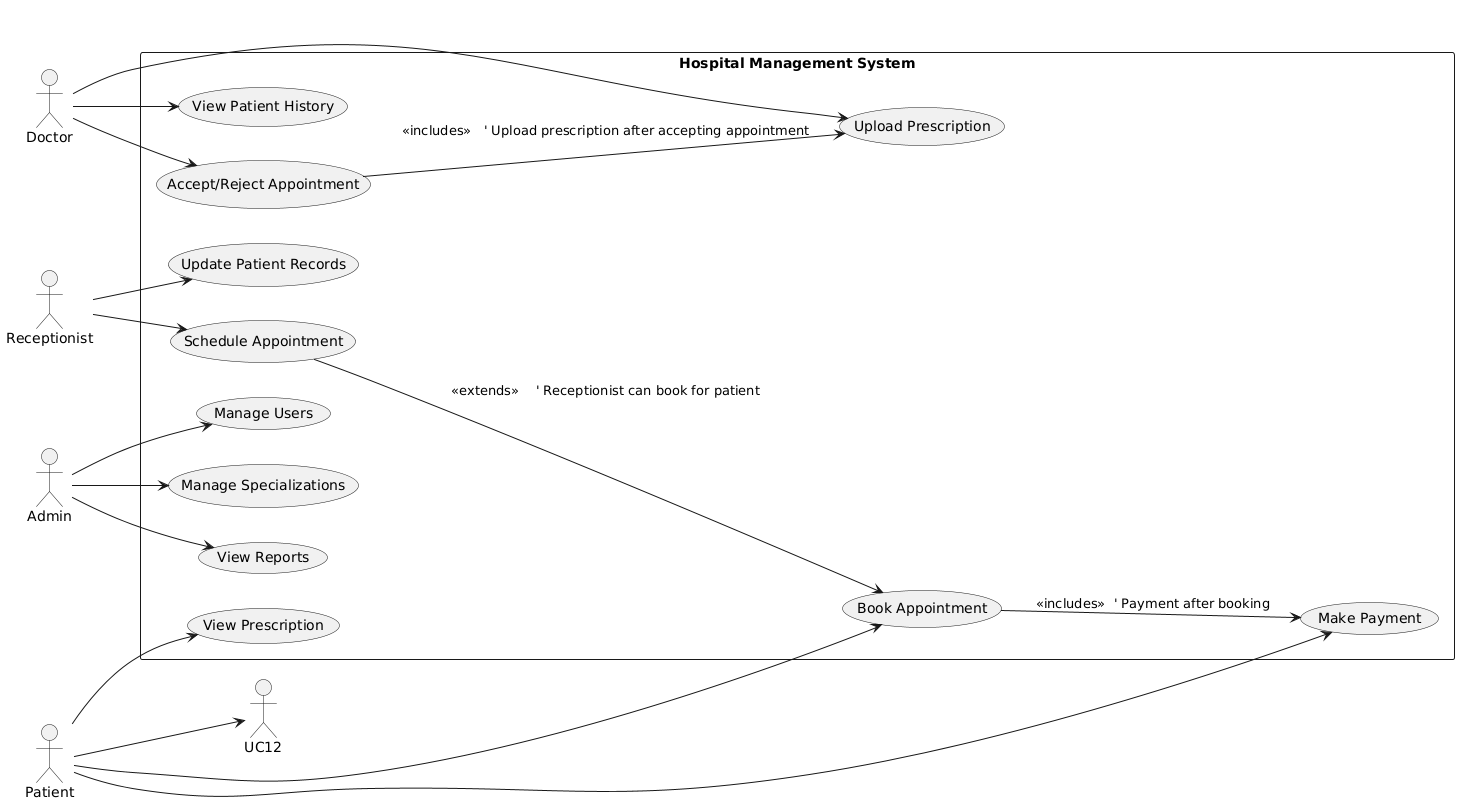 Hospital Management System
View Patient History
Doctor
«includes»   ' Upload prescription after accepting appointment
Upload Prescription
Accept/Reject Appointment
Update Patient Records
Receptionist
Schedule Appointment
«extends»    ' Receptionist can book for patient
Manage Users
Manage Specializations
Admin
View Reports
Book Appointment
«includes»  ' Payment after booking
Make Payment
View Prescription
UC12
Patient